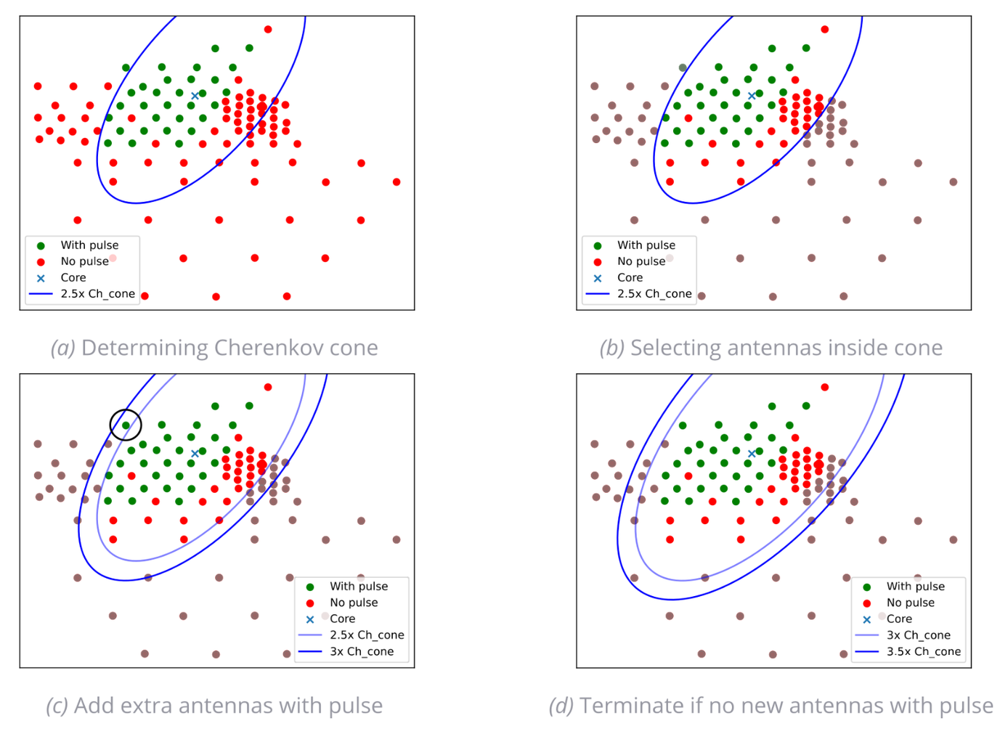 With pulse
No pulse
Core
2.5x Ch_cone
With pulse
No pulse
Core
2.5x Ch_cone
(a) Determining Cherenkov cone
(b) Selecting antennas inside cone
With pulse
No pulse
Core
2.5x Ch_cone
3x Ch_cone
With pulse
No pulse
Core
3x Ch_cone
3.5x Ch_cone
(c) Add extra antennas with pulse
(d) Terminate if no new antennas with pulse